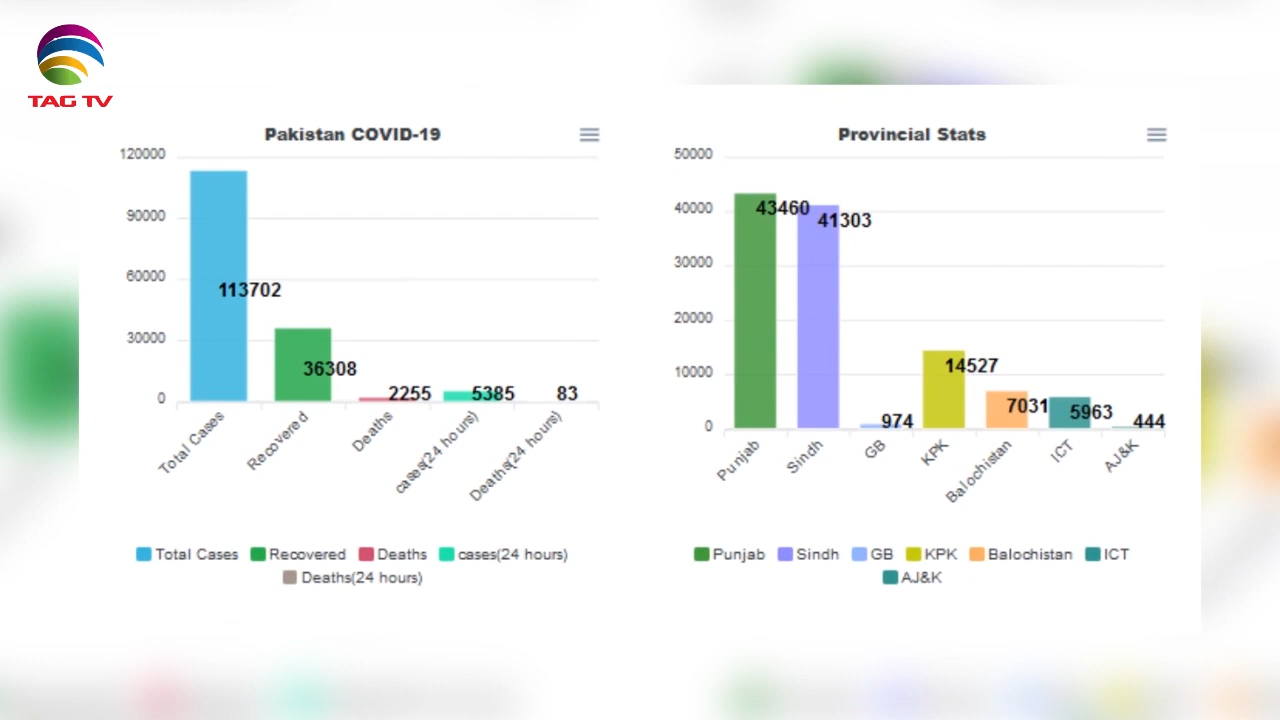 TAG TV
Pakistan COVID-19
120000
90000
60000
30000
0
113702
36308
2255
5385
83
Total Cases
Recovered
Deaths
cases(24 hours)
Deaths(24 hours)
Total Cases Recovered Deaths cases(24 hours)
Deaths(24 hours)
Provincial Stats
50000
40000
30000
20000
10000
0
43460
41303
974
14527
7031
5963
444
Punjab
Sindh
GB
KPK
Balochistan
ICT
AJ&K
Punjab Sindh GB KPK Balochistan ICT
AJ&K